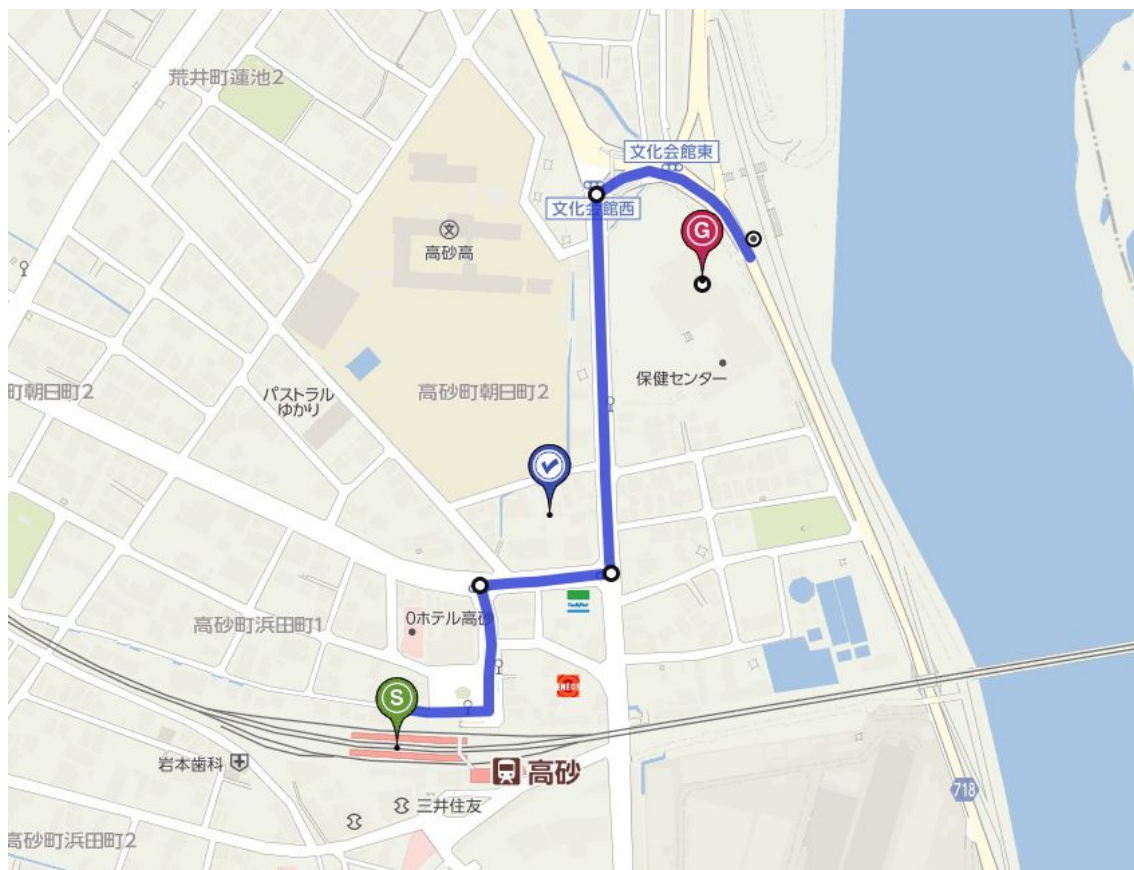 荒井町蓮池2
文化会館東
文化会館西
G
文
高砂高
保健センター
町朝日町2
パストラル
ゆかり
高砂町朝日町2
高砂町浜田町1
0ホテル高砂
FamilyMart
ENEOS
S
岩本歯科
高砂
718
三井住友
高砂町浜田町2